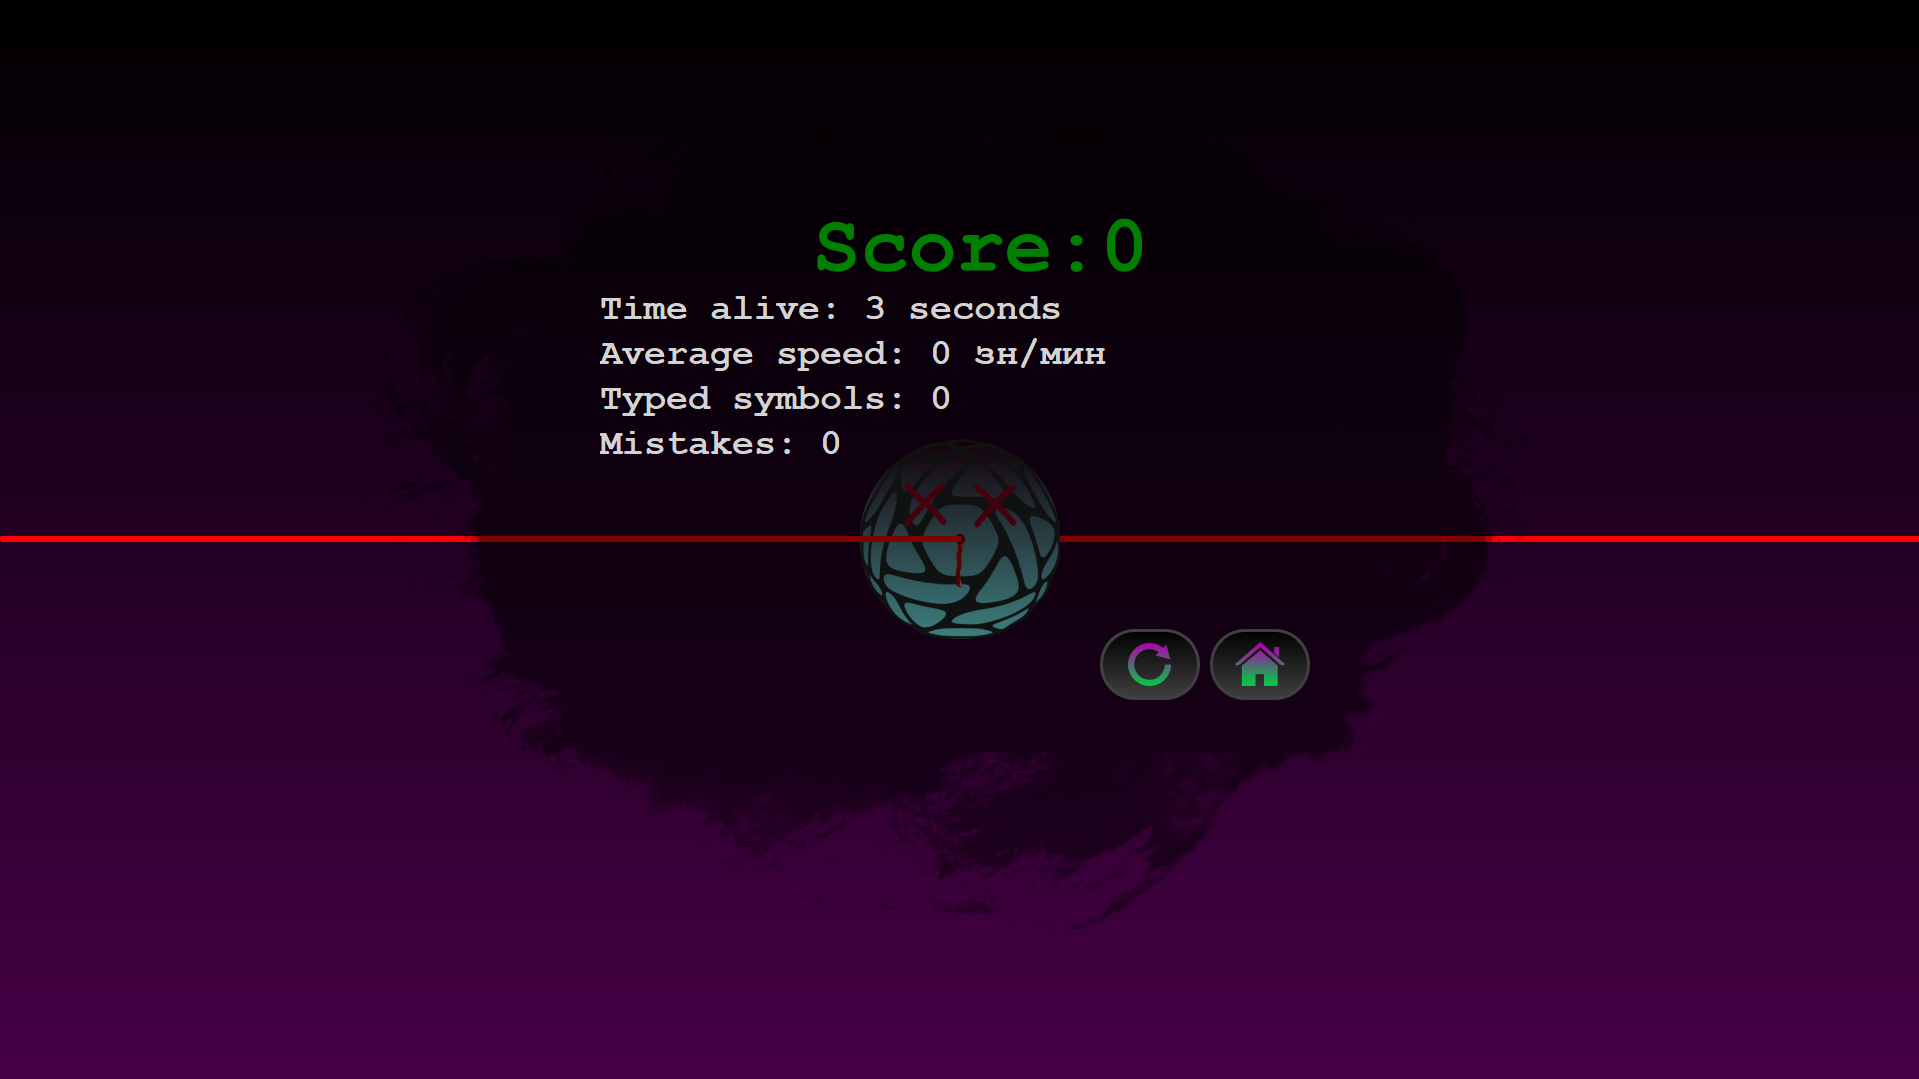 Score:0
Time alive: 3 seconds
Average speed: 0 зн/мин
Typed symbols: 0
Mistakes: 0